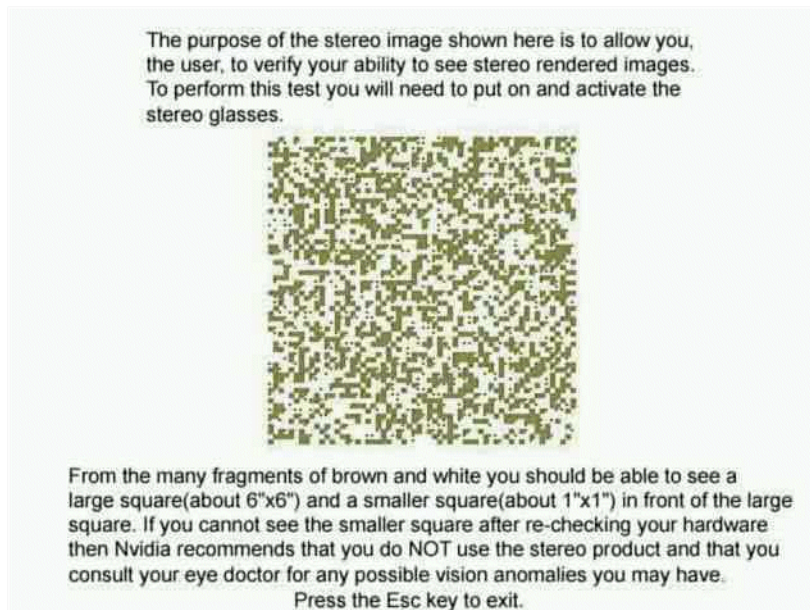 The purpose of the stereo image shown here is to allow you,
the user, to verify your ability to see stereo rendered images.
To perform this test you will need to put on and activate the
stereo glasses.
From the many fragments of brown and white you should be able to see a
large square(about 6"x6") and a smaller square(about 1"x1") in front of the large
square. If you cannot see the smaller square after re-checking your hardware
then Nvidia recommends that you do NOT use the stereo product and that you
consult your eye doctor for any possible vision anomalies you may have.
Press the Esc key to exit.